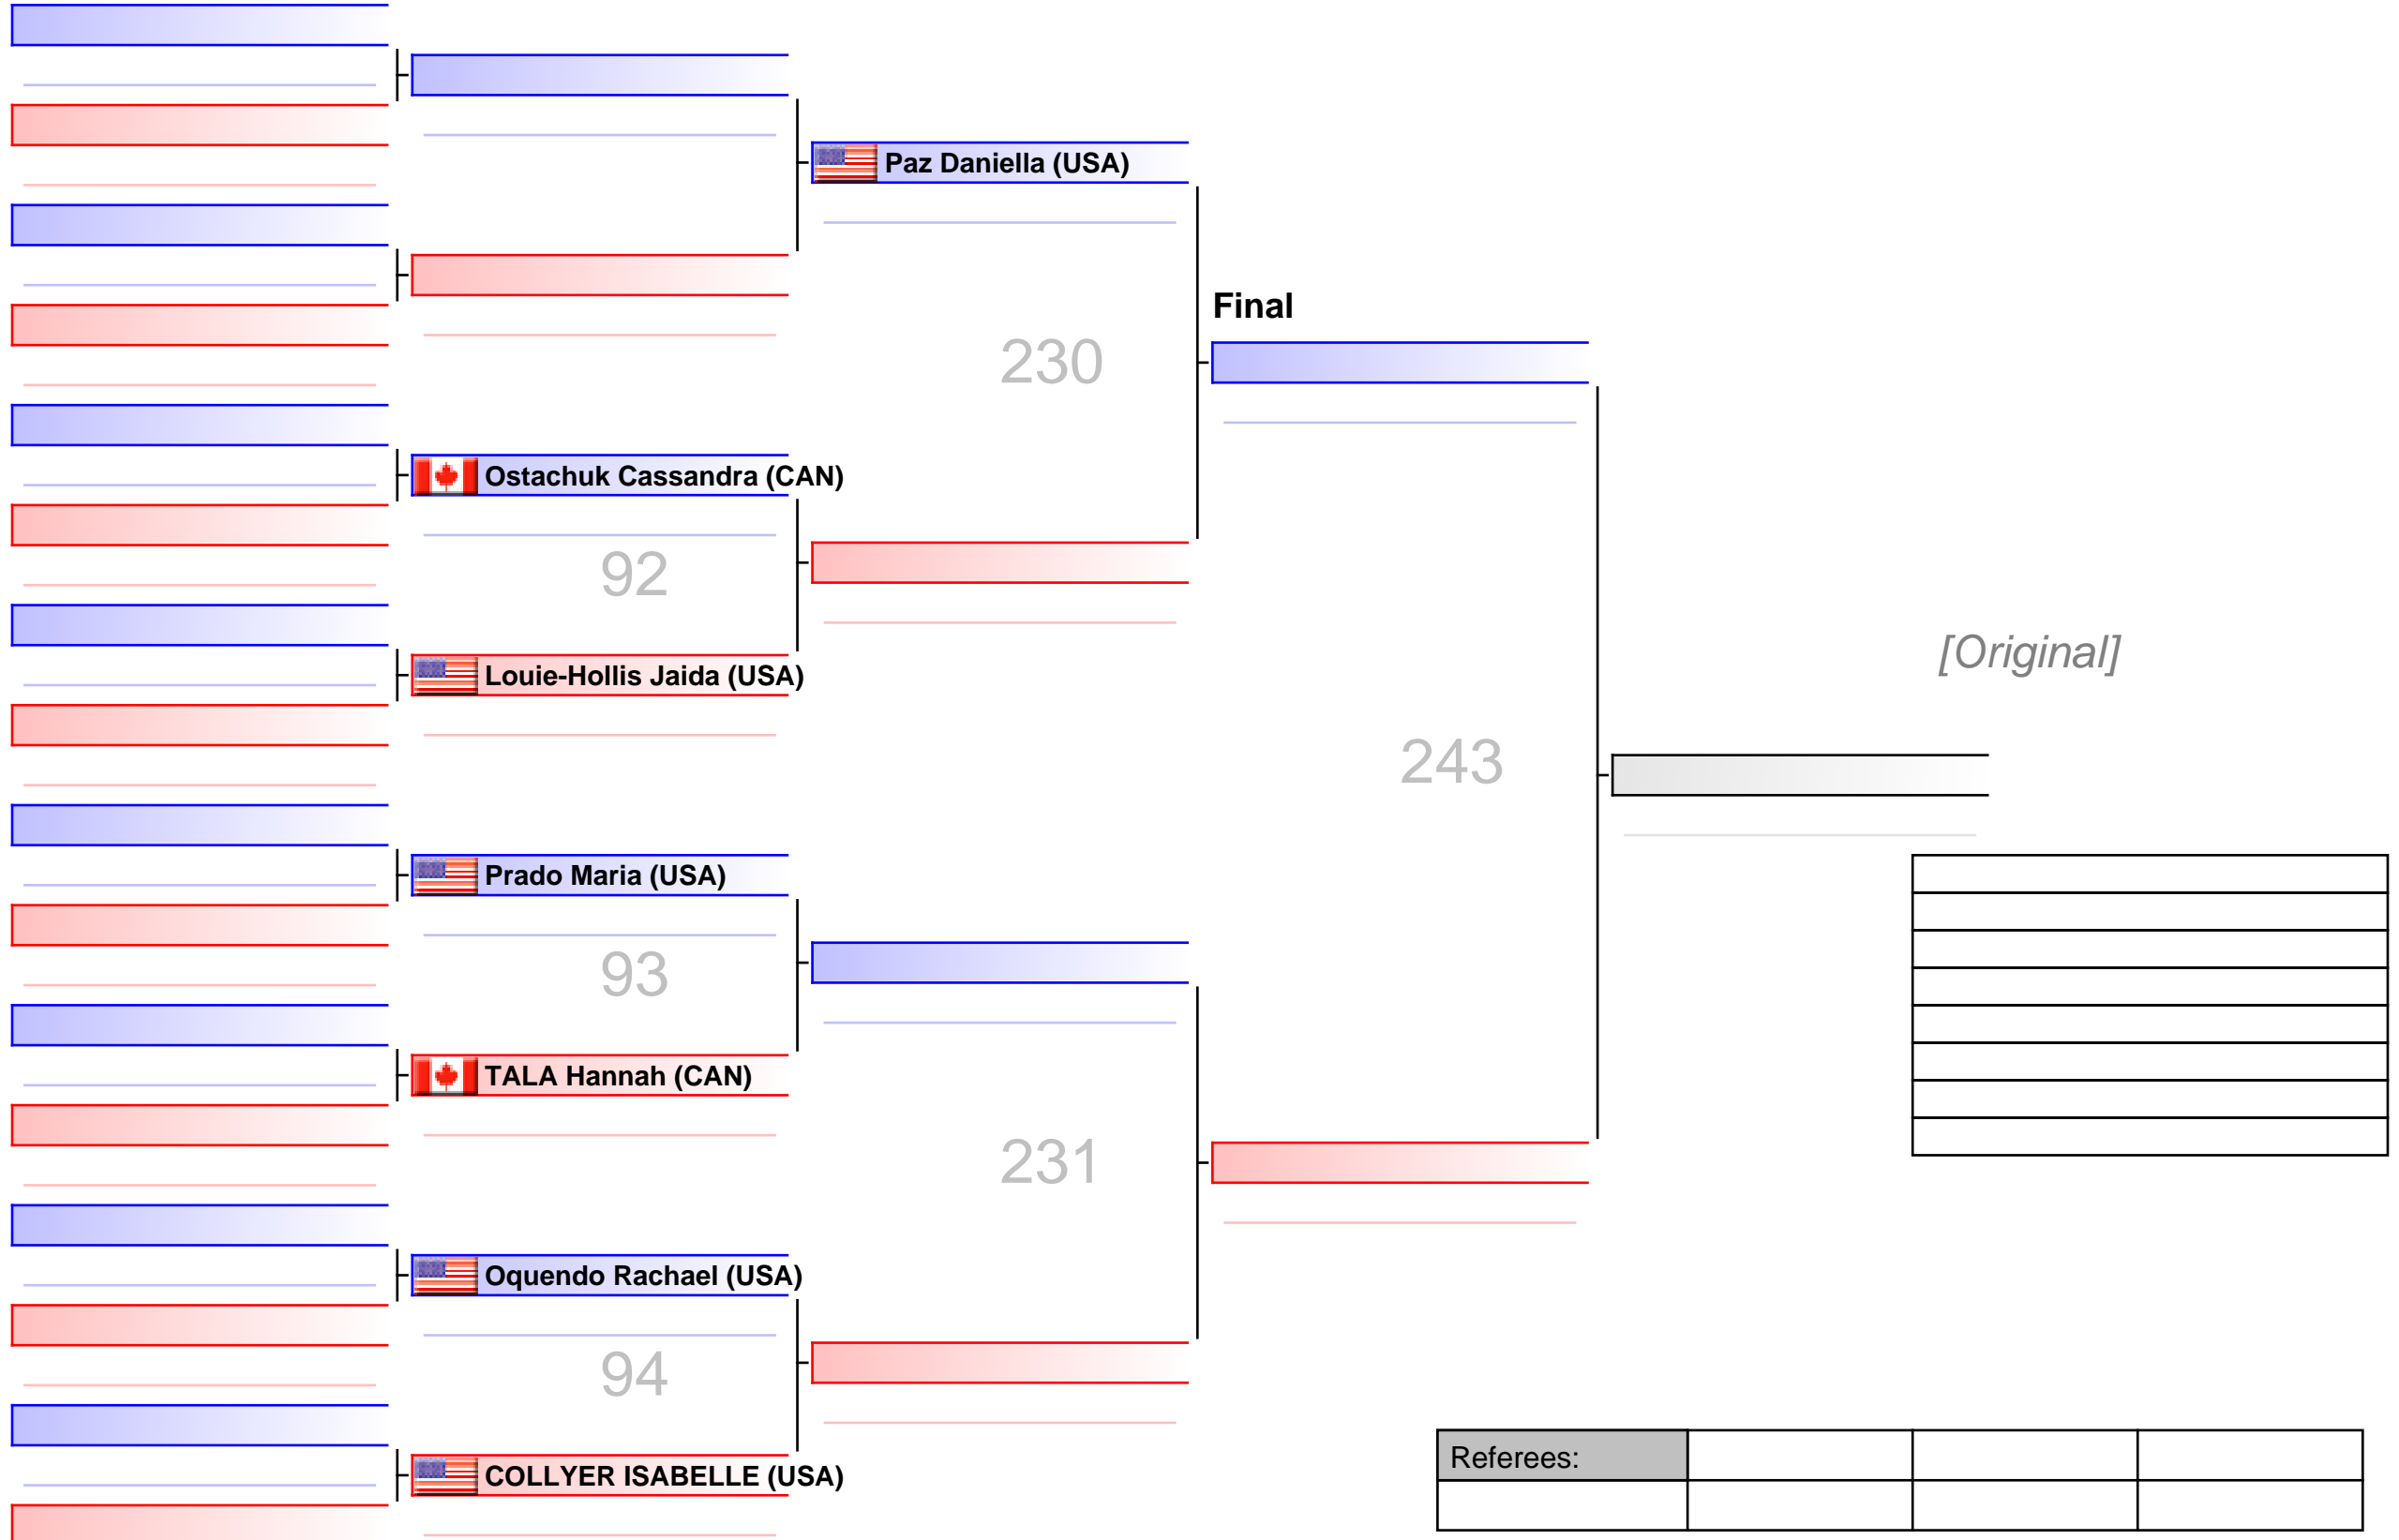 Paz Daniella (USA)
Final
230
Ostachuk Cassandra (CAN)
92
[Original]
Louie-Hollis Jaida (USA)
243
Prado Maria (USA)
93
TALA Hannah (CAN)
231
Oquendo Rachael (USA)
94
Referees:
COLLYER ISABELLE (USA)